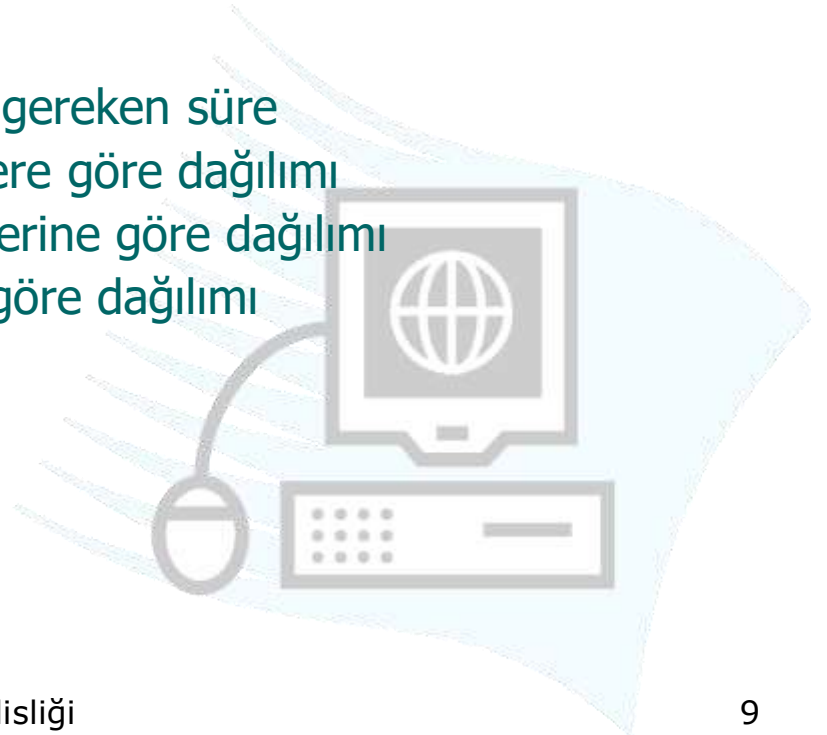 gereken süre
ere göre dağılımı
erine göre dağılımı
göre dağılımı
lisliği 9